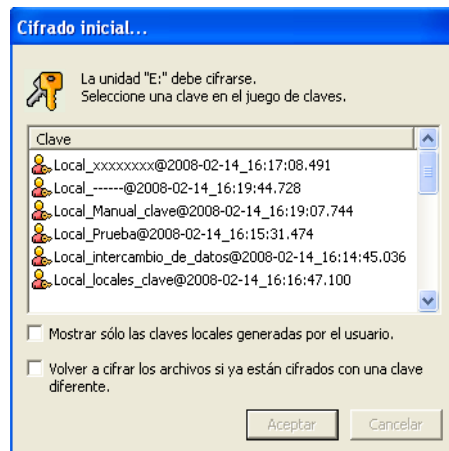 Cifrado inicial...
La unidad "E:" debe cifrarse.
Seleccione una clave en el juego de claves.
Clave
Local_xxxxxxxx@2008-02-14_16:17:08.491
Local_------@2008-02-14_16:19:44.728
Local_Manual_clave@2008-02-14_16:19:07.744
Local_Prueba@2008-02-14_16:15:31.474
Local_intercambio_de_datos@2008-02-14_16:14:45.036
Local_locales_clave@2008-02-14_16:16:47.100
Mostrar sólo las claves locales generadas por el usuario.
Volver a cifrar los archivos si ya están cifrados con una clave
diferente.
Aceptar Cancelar